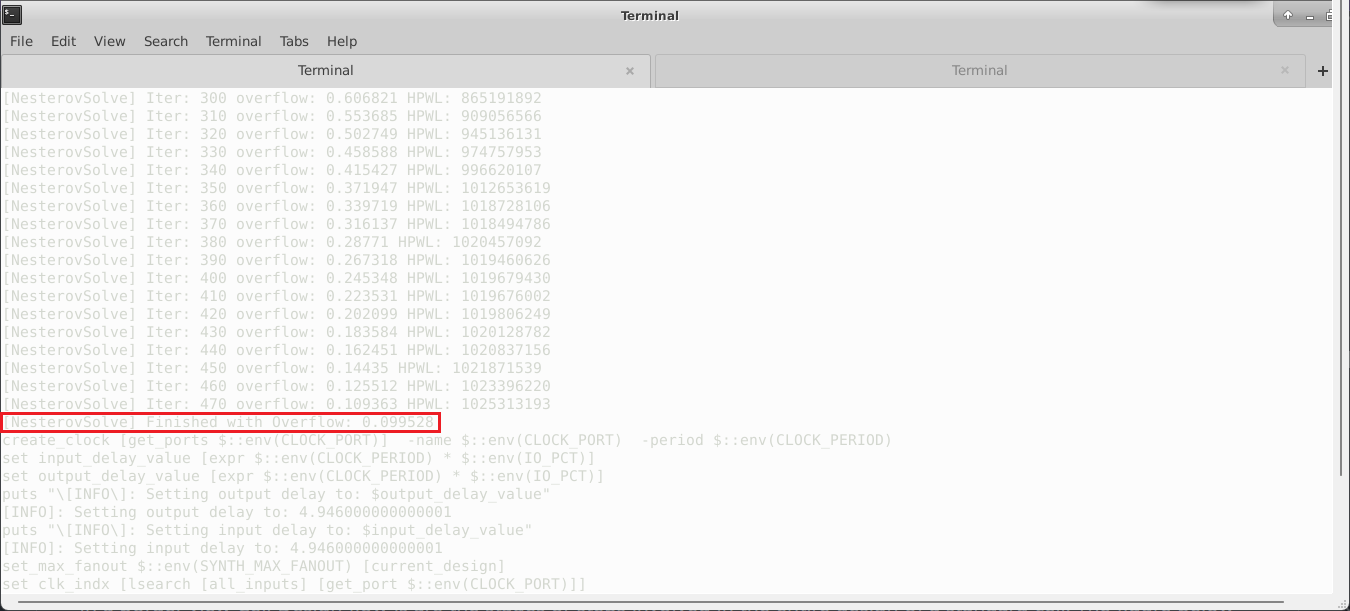 Terminal
File Edit View Search Terminal Tabs Help
Terminal × Terminal × +
[NesterovSolve] Iter: 300 overflow: 0.606821 HPWL: 865191892
[NesterovSolve] Iter: 310 overflow: 0.553685 HPWL: 909056566
[NesterovSolve] Iter: 320 overflow: 0.502749 HPWL: 945136131
[NesterovSolve] Iter: 330 overflow: 0.458588 HPWL: 974757953
[NesterovSolve] Iter: 340 overflow: 0.415427 HPWL: 996620107
[NesterovSolve] Iter: 350 overflow: 0.371947 HPWL: 1012653619
[NesterovSolve] Iter: 360 overflow: 0.339719 HPWL: 1018728106
[NesterovSolve] Iter: 370 overflow: 0.316137 HPWL: 1018494786
[NesterovSolve] Iter: 380 overflow: 0.28771 HPWL: 1020457092
[NesterovSolve] Iter: 390 overflow: 0.267318 HPWL: 1019460626
[NesterovSolve] Iter: 400 overflow: 0.245348 HPWL: 1019679430
[NesterovSolve] Iter: 410 overflow: 0.223531 HPWL: 1019676002
[NesterovSolve] Iter: 420 overflow: 0.202099 HPWL: 1019806249
[NesterovSolve] Iter: 430 overflow: 0.183584 HPWL: 1020128782
[NesterovSolve] Iter: 440 overflow: 0.162451 HPWL: 1020837156
[NesterovSolve] Iter: 450 overflow: 0.14435 HPWL: 1021871539
[NesterovSolve] Iter: 460 overflow: 0.125512 HPWL: 1023396220
[NesterovSolve] Iter: 470 overflow: 0.109363 HPWL: 1025313193
[NesterovSolve] Finished with Overflow: 0.099528
create_clock [get_ports $::env(CLOCK_PORT)]  -name $::env(CLOCK_PORT)  -period $::env(CLOCK_PERIOD)
set input_delay_value [expr $::env(CLOCK_PERIOD) * $::env(IO_PCT)]
set output_delay_value [expr $::env(CLOCK_PERIOD) * $::env(IO_PCT)]
puts "\[INFO\]: Setting output delay to: $output_delay_value"
[INFO]: Setting output delay to: 4.946000000000001
puts "\[INFO\]: Setting input delay to: $input_delay_value"
[INFO]: Setting input delay to: 4.946000000000001
set_max_fanout $::env(SYNTH_MAX_FANOUT) [current_design]
set clk_indx [lsearch [all_inputs] [get_port $::env(CLOCK_PORT)]]